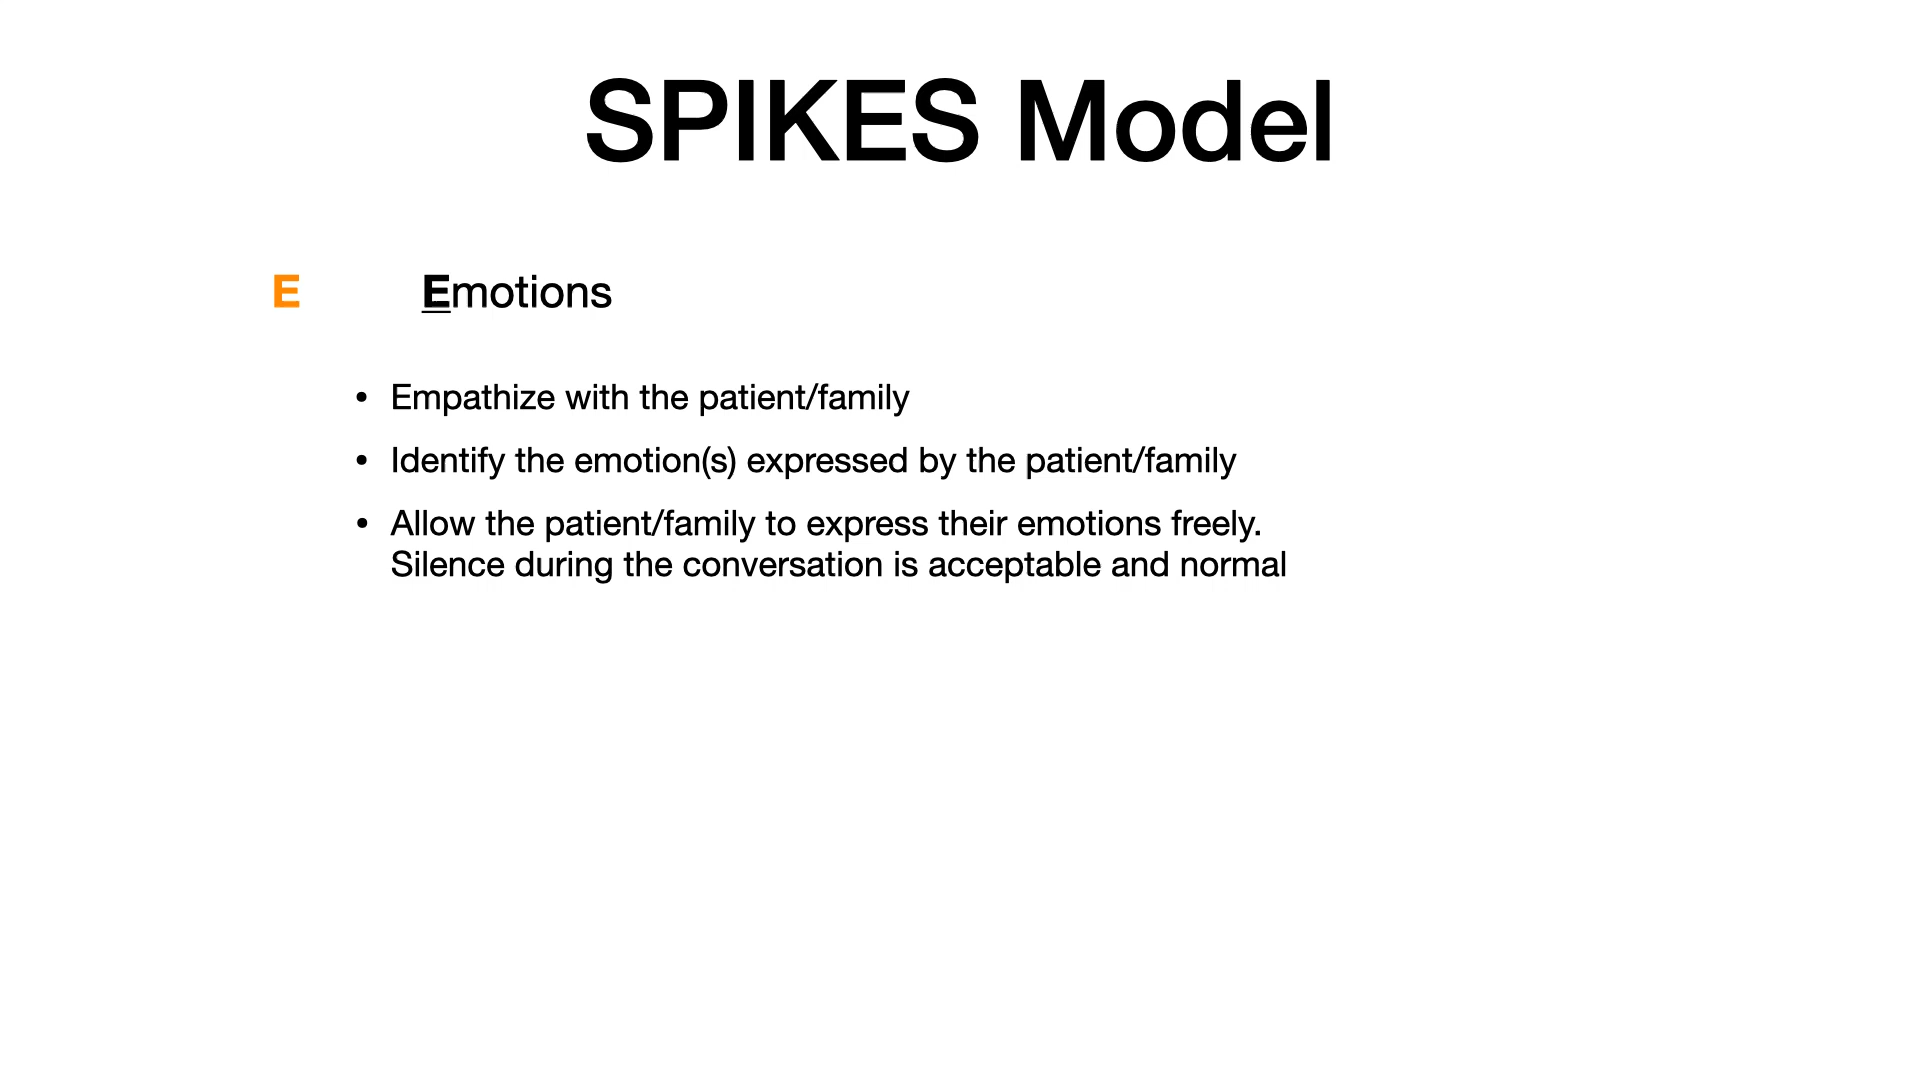 SPIKES Model
E Emotions
• Empathize with the patient/family
• Identify the emotion(s) expressed by the patient/family
• Allow the patient/family to express their emotions freely.
Silence during the conversation is acceptable and normal